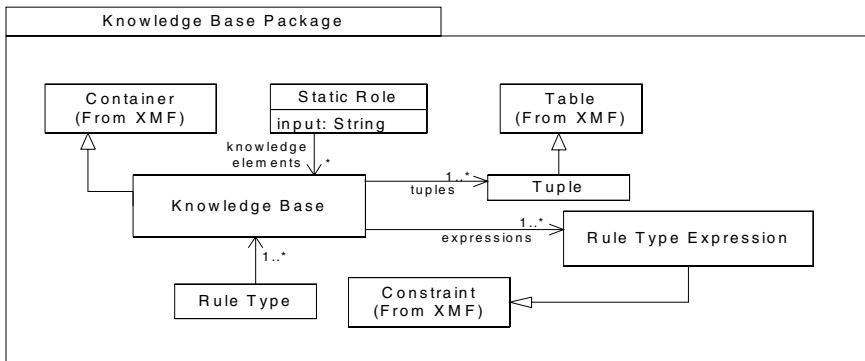 Knowledge Base Package
Container
(From XMF)
Static Role
input: String
Table
(From XMF)
knowledge
elements *
1..*
tuples
Tuple
Knowledge Base
1..*
expressions
Rule Type Expression
1..*
Rule Type
Constraint
(From XMF)